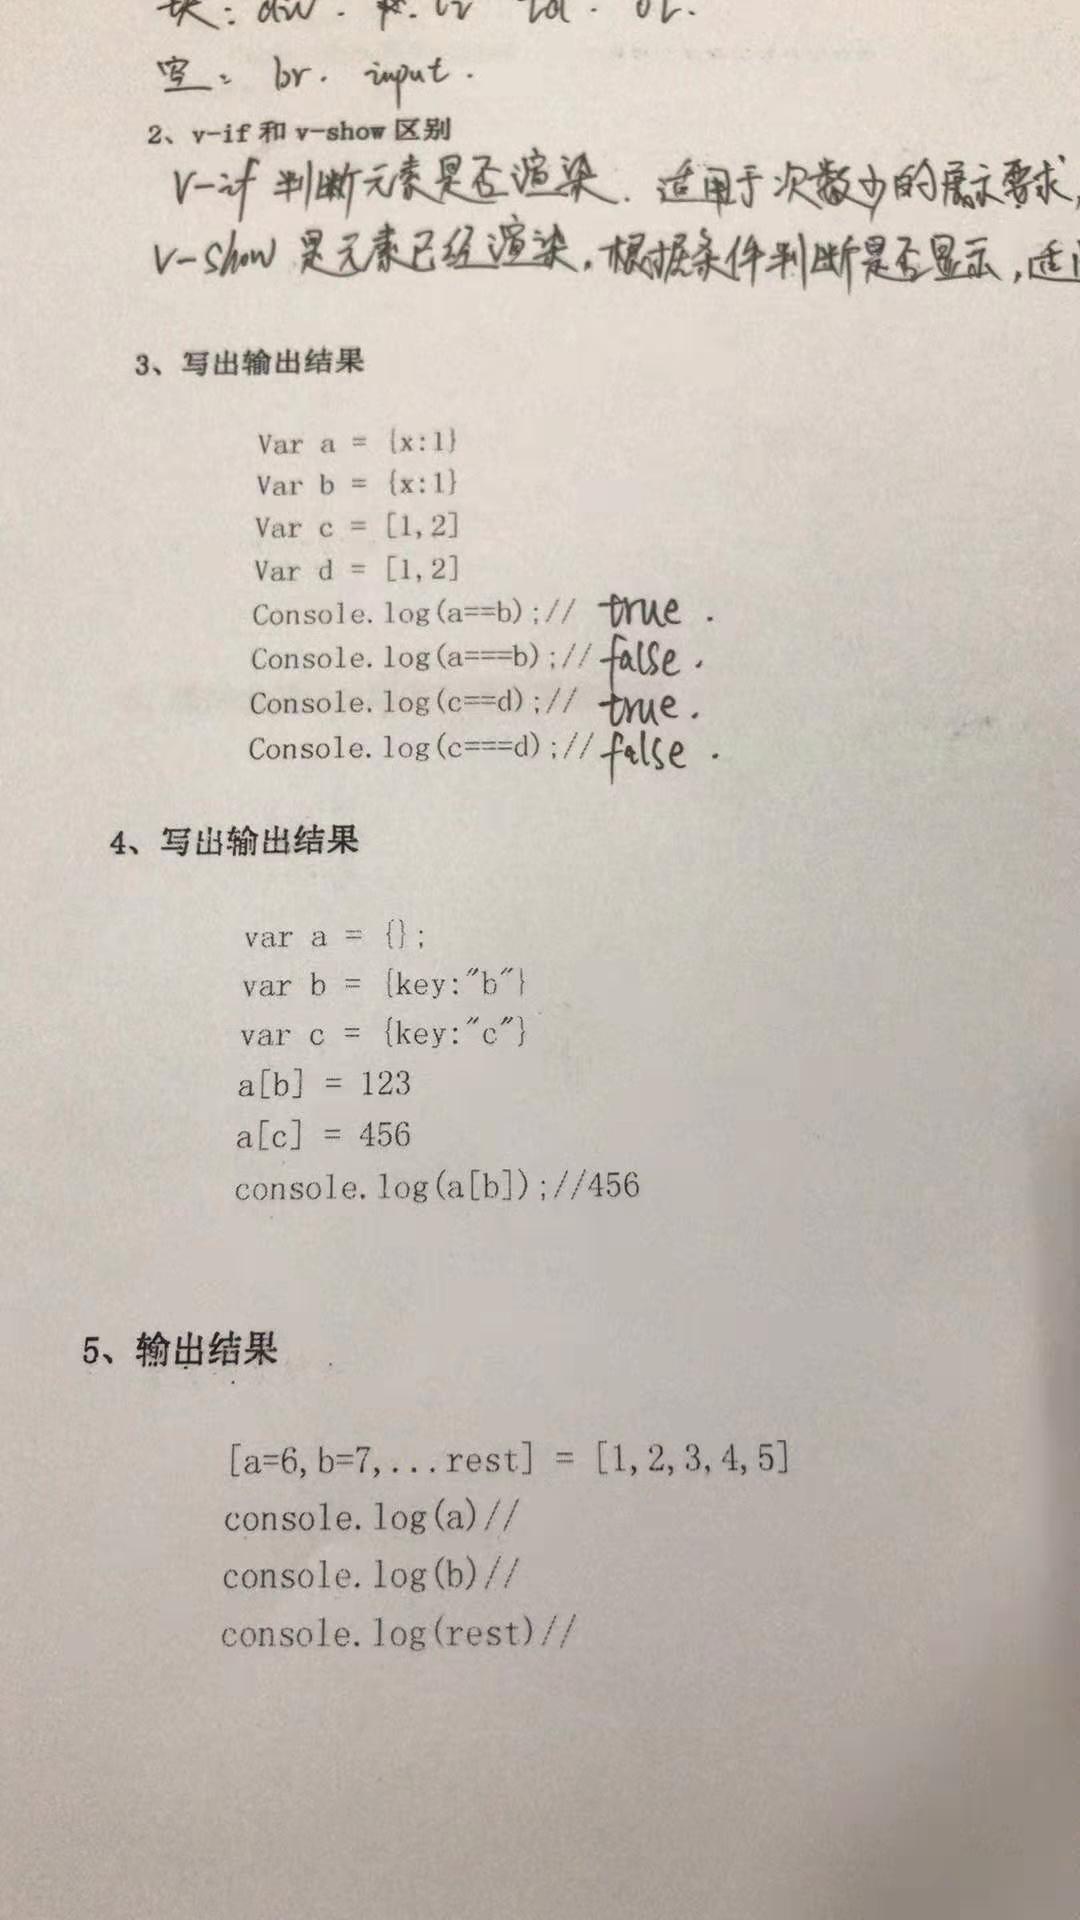 块: div. tr td. ol.
空: br. input.
2、v-if 和 v-show 区别
v-if 判断元素是否渲染. 适用于次数少的展示要求,
v-show 是元素已经渲染, 根据条件判断是否显示, 适
3、写出输出结果
Var a = {x:1}
Var b = {x:1}
Var c = [1,2]
Var d = [1,2]
Console.log(a==b);// true.
Console.log(a===b);// false.
Console.log(c==d);// true.
Console.log(c===d);// false.
4、写出输出结果
var a = {};
var b = {key:"b"}
var c = {key:"c"}
a[b] = 123
a[c] = 456
console.log(a[b]);//456
5、输出结果
[a=6,b=7,...rest] = [1,2,3,4,5]
console.log(a)//
console.log(b)//
console.log(rest)//